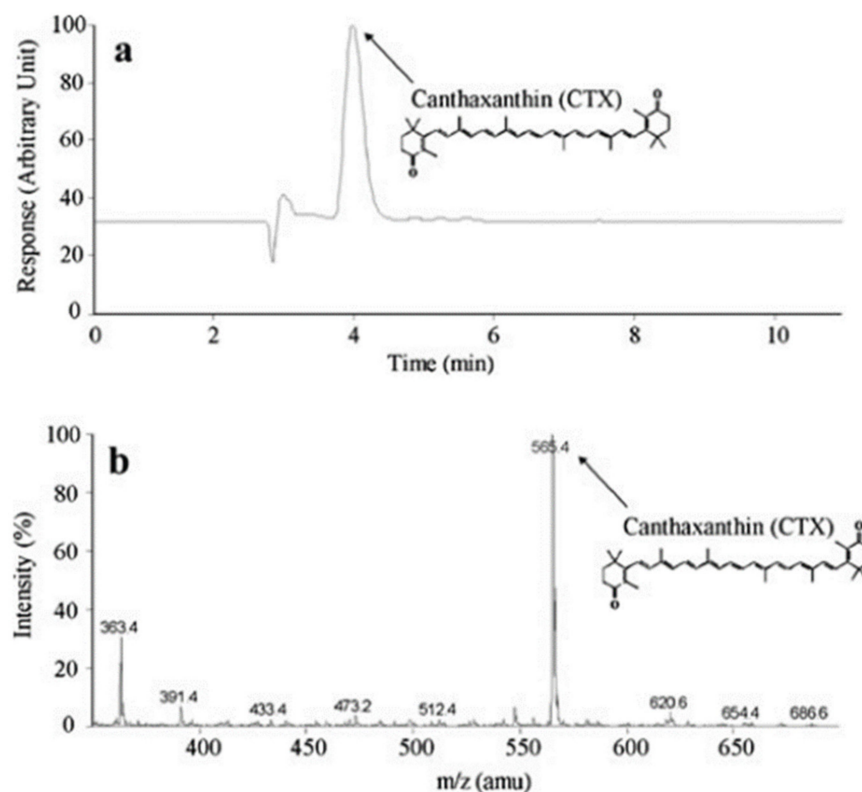 a
Response (Arbitrary Unit)
100
80
60
40
20
0
Canthaxanthin (CTX)
O
O
0 2 4 6 8 10
Time (min)
b
Intensity (%)
100
80
60
40
20
0
565.4
Canthaxanthin (CTX)
O
O
363.4
391.4
433.4
473.2
512.4
620.6
654.4
686.6
400 450 500 550 600 650
m/z (amu)